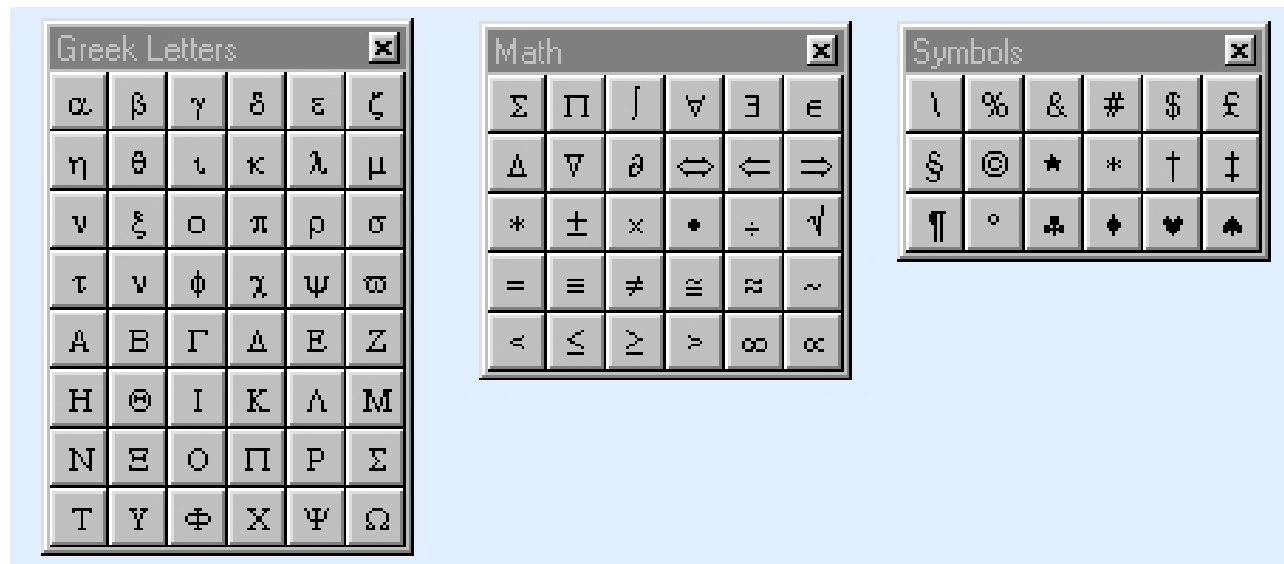 Greek Letters
α β γ δ ε ζ
η θ ι κ λ μ
ν ξ ο π ρ σ
τ ν φ χ ψ ϖ
Α Β Γ Δ Ε Ζ
Η Θ Ι Κ Λ Μ
Ν Ξ Ο Π Ρ Σ
Τ Υ Φ Χ Ψ Ω
Math
Σ Π ∫ ∀ ∃ ∈
Δ ∇ ∂ ⇔ ⇐ ⇒
* ± × • ÷ √
= ≡ ≠ ≅ ≈ ~
< ≤ ≥ > ∞ ∝
Symbols
\ % & # $ £
§ © ★ * † ‡
¶ ° ♣ ♦ ♥ ♠